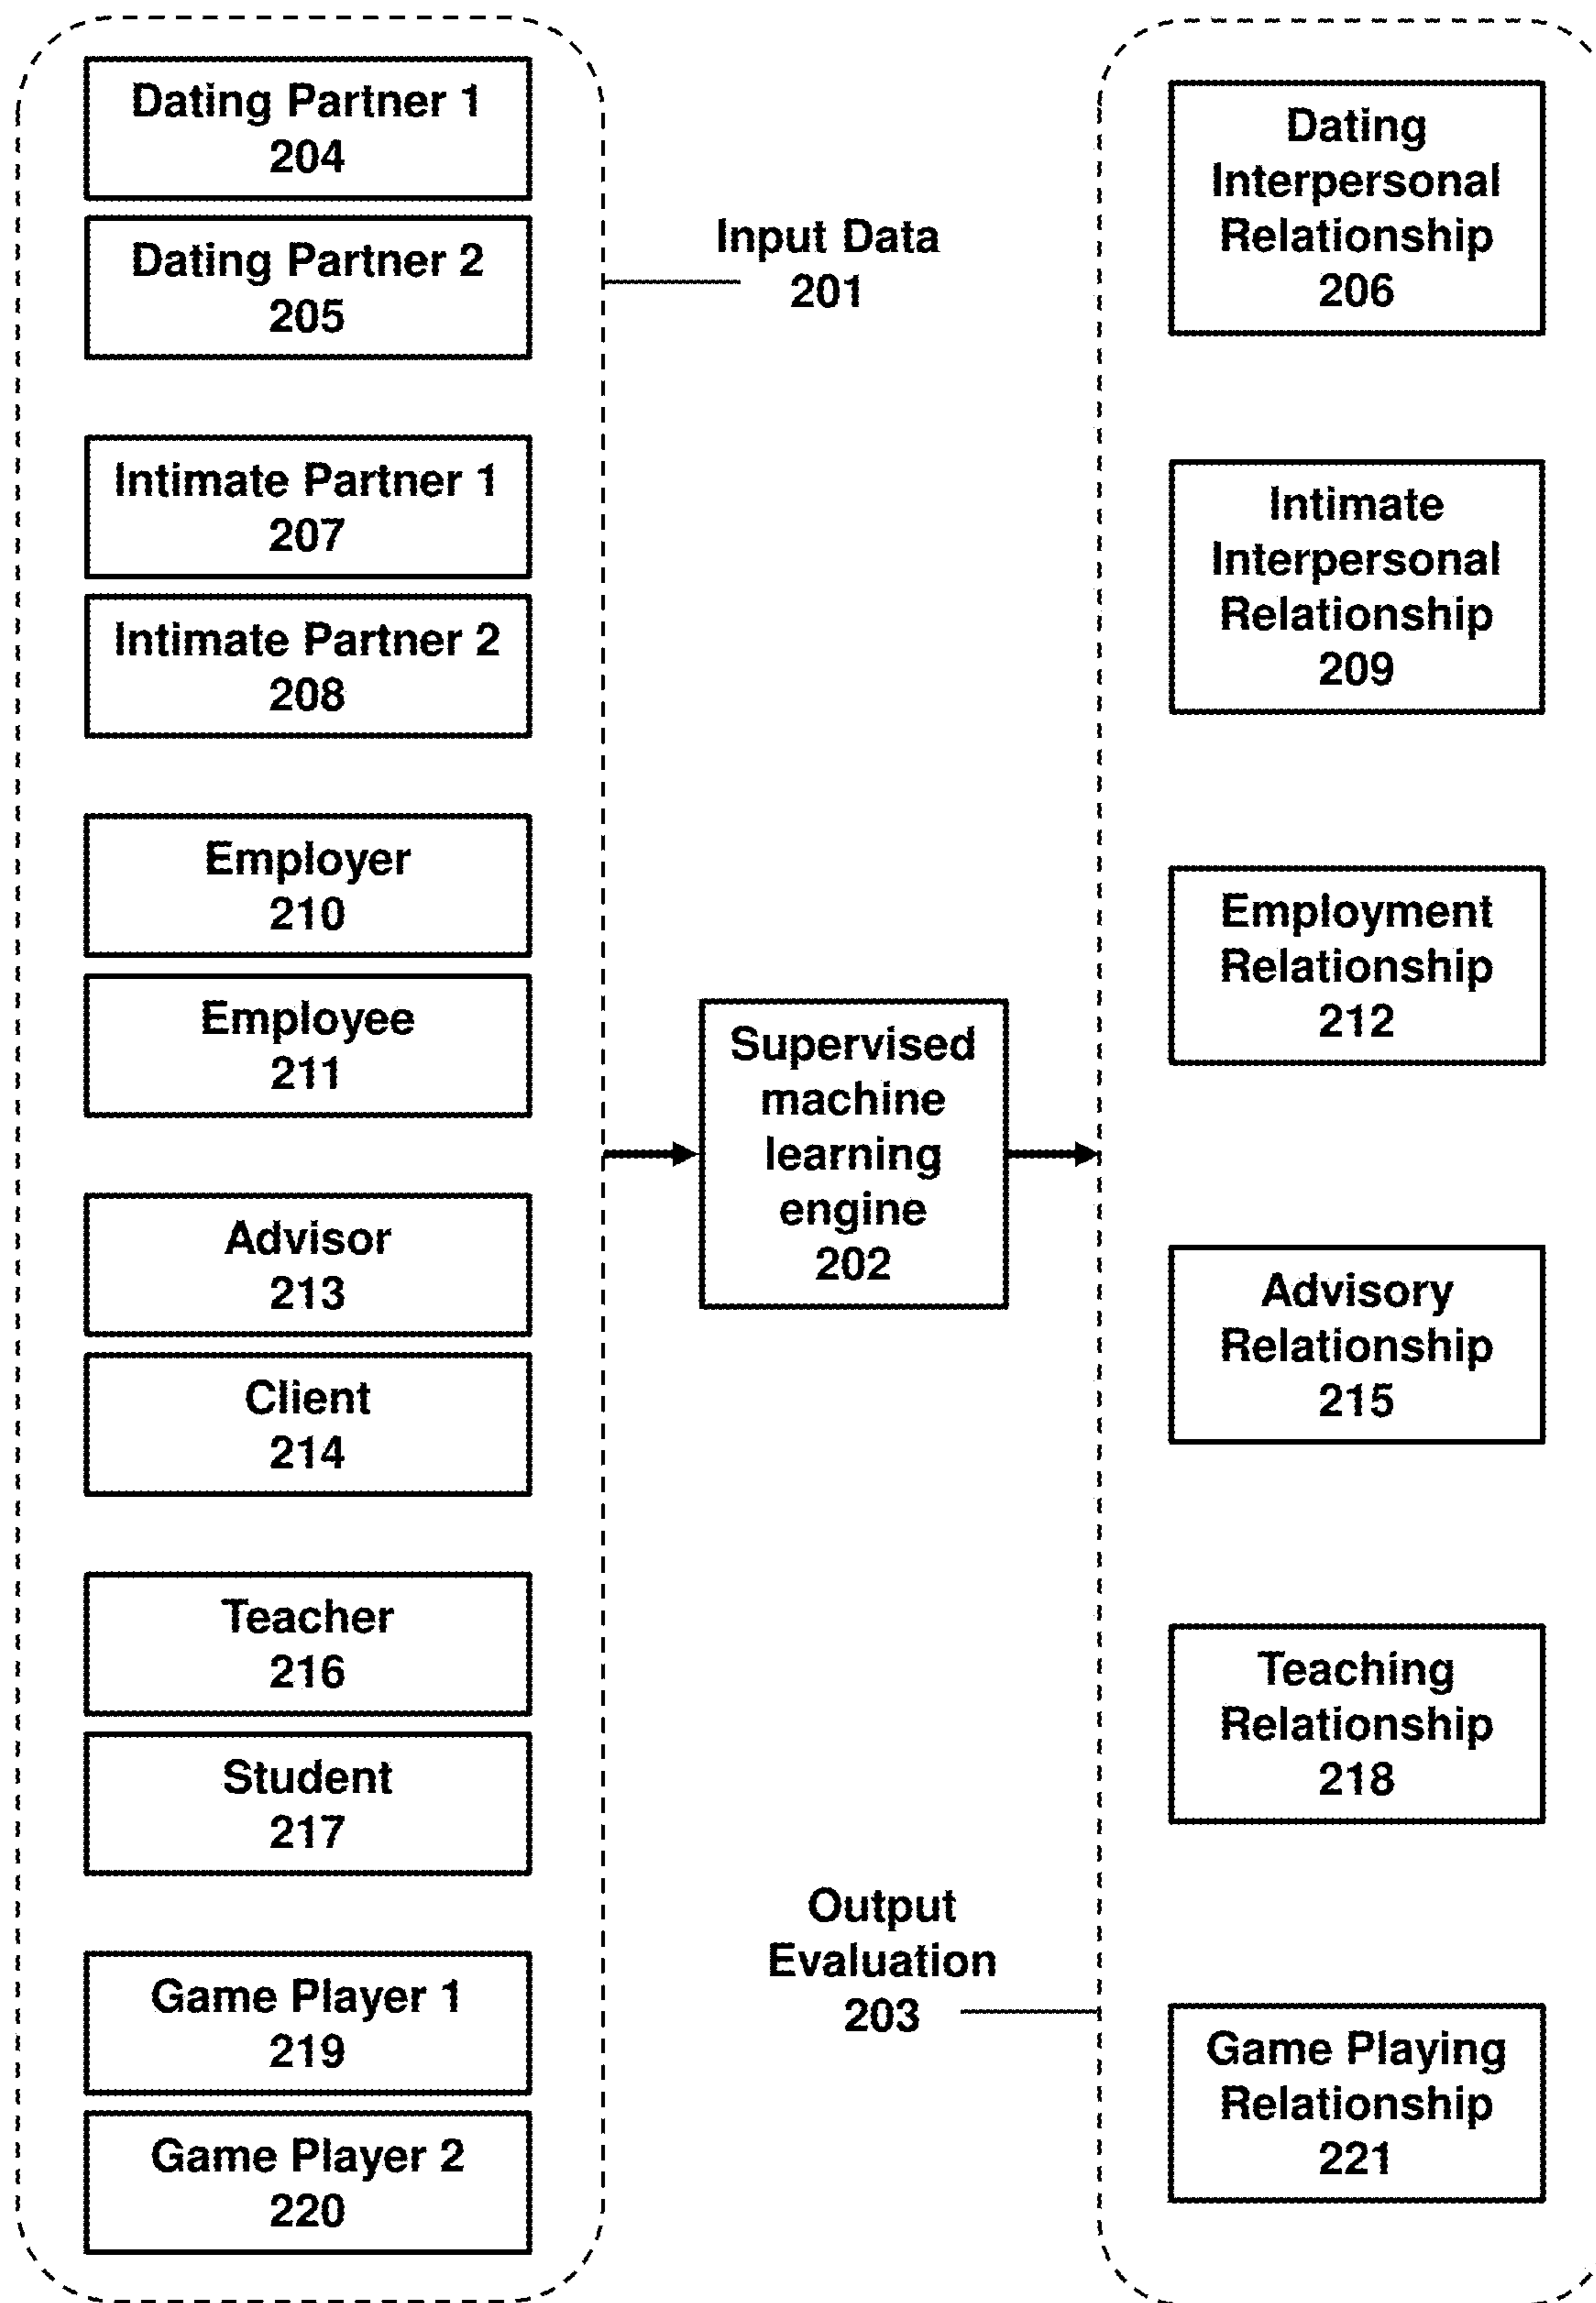 Dating Partner 1
204
Dating Partner 2
205
Intimate Partner 1
207
Intimate Partner 2
208
Employer
210
Employee
211
Advisor
213
Client
214
Teacher
216
Student
217
Game Player 1
219
Game Player 2
220
Input Data
201
Supervised
machine
learning
engine
202
Output
Evaluation
203
Dating
Interpersonal
Relationship
206
Intimate
Interpersonal
Relationship
209
Employment
Relationship
212
Advisory
Relationship
215
Teaching
Relationship
218
Game Playing
Relationship
221